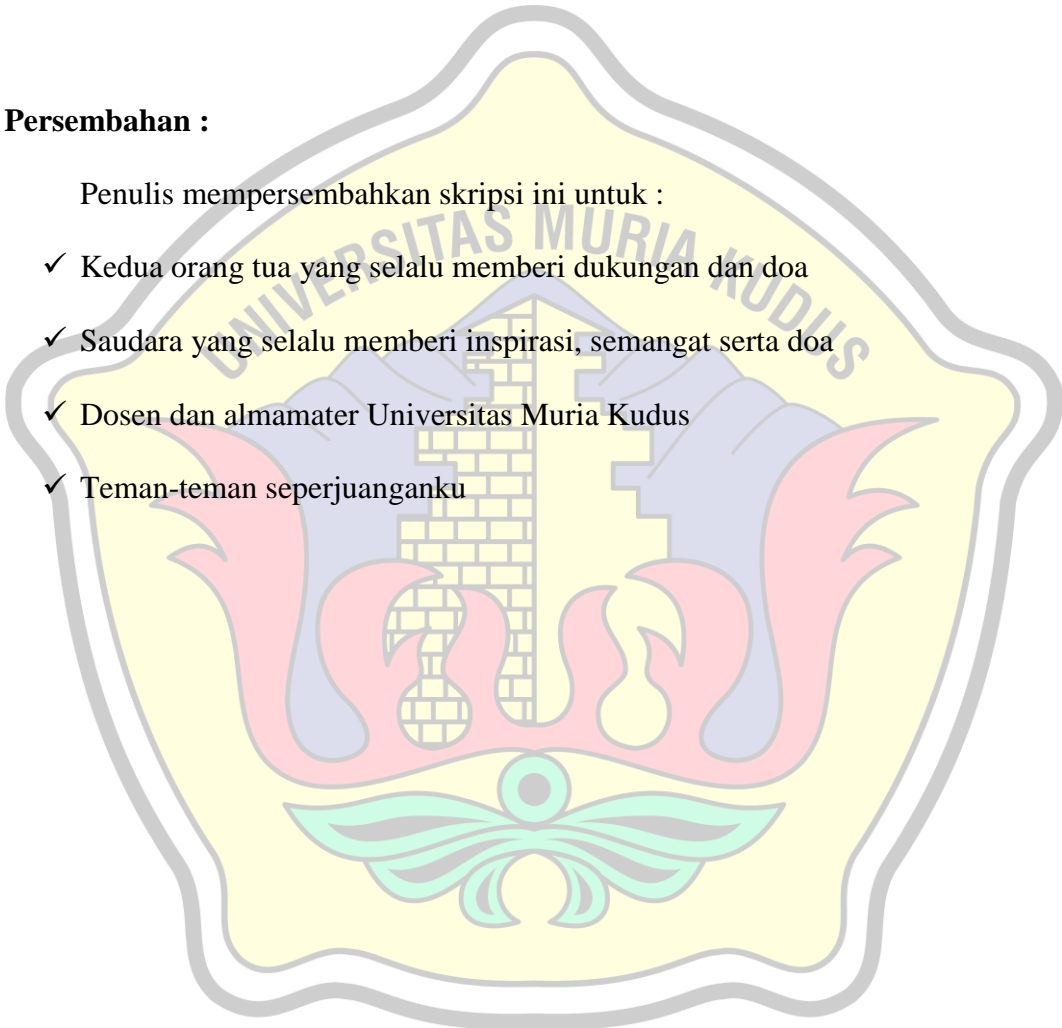 Persembahan :
Penulis mempersembahkan skripsi ini untuk :
UNIVERSITAS MURIA KUDUS
✓ Kedua orang tua yang selalu memberi dukungan dan doa
✓ Saudara yang selalu memberi inspirasi, semangat serta doa
✓ Dosen dan almamater Universitas Muria Kudus
✓ Teman-teman seperjuanganku